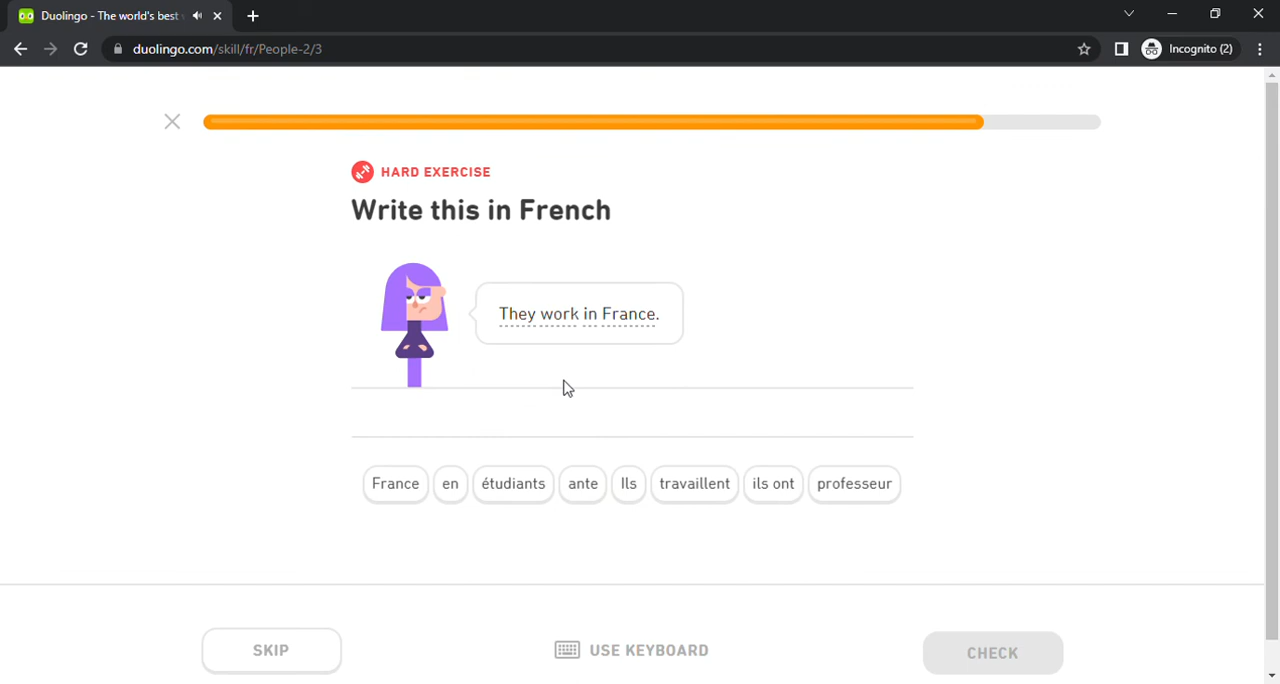 Duolingo - The world's best
duolingo.com/skill/fr/People-2/3
Incognito (2)
HARD EXERCISE
Write this in French
They work in France.
France en étudiants ante Ils travaillent ils ont professeur
SKIP USE KEYBOARD CHECK